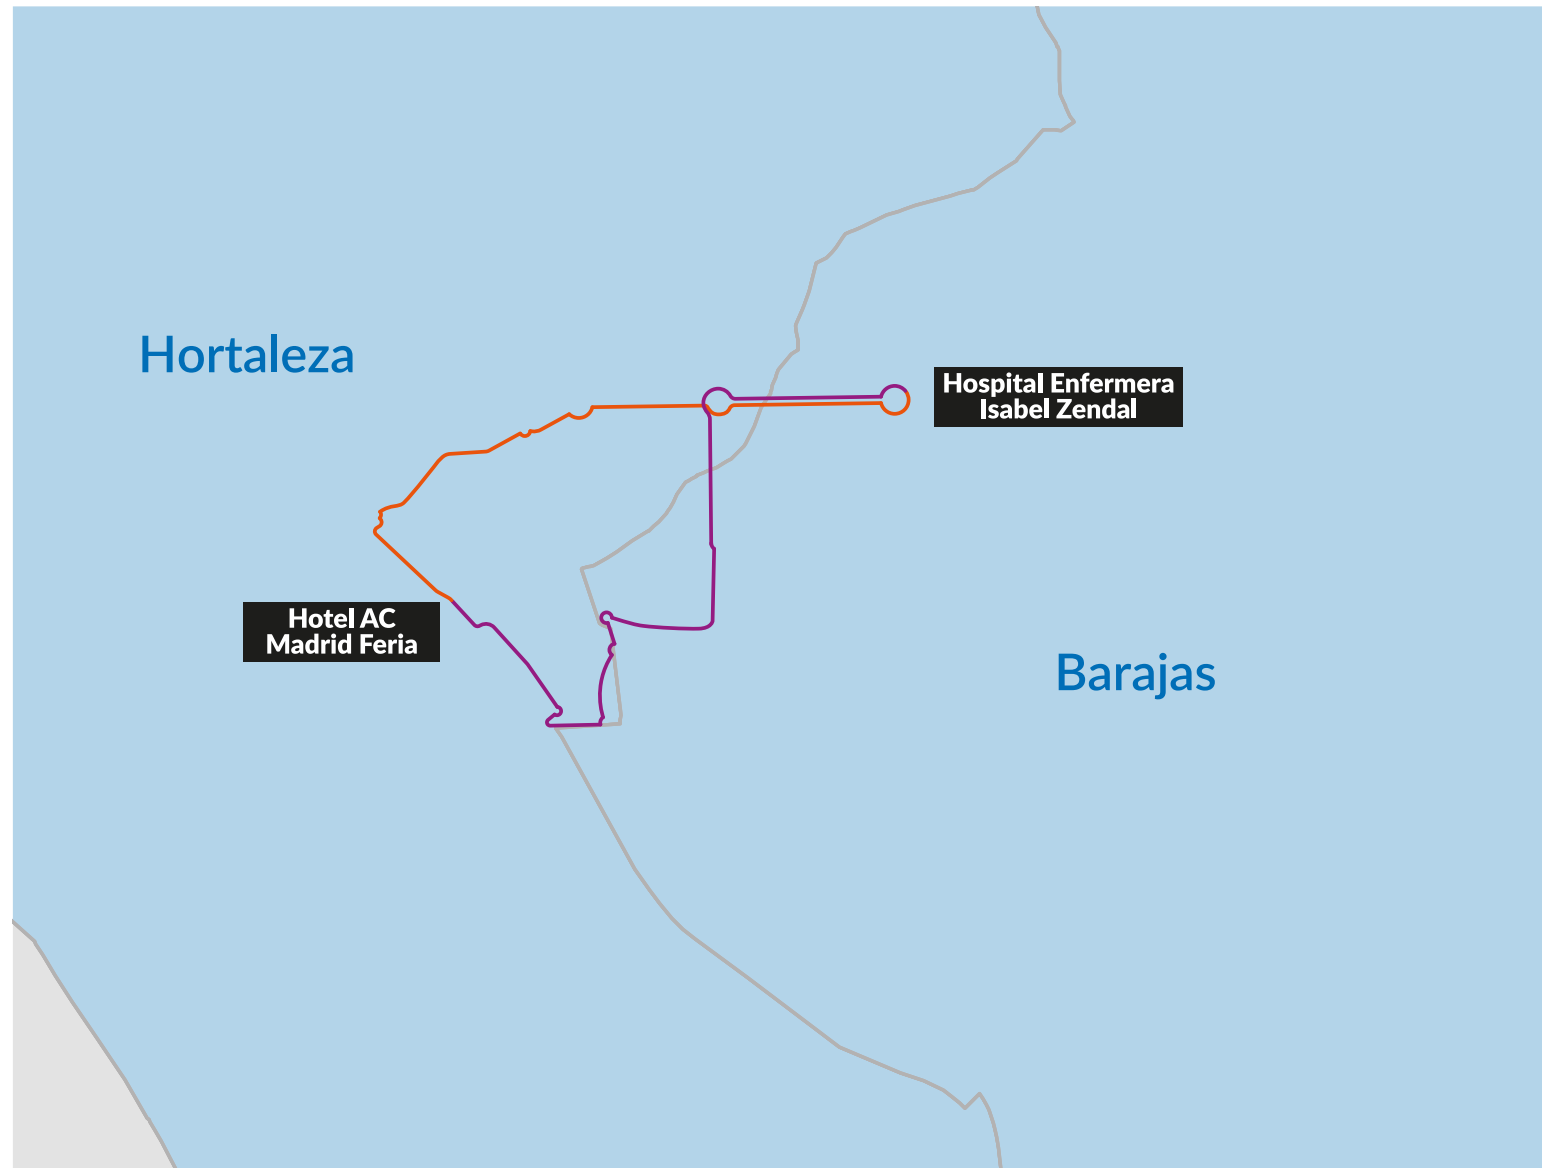 Hortaleza
Hospital Enfermera
Isabel Zendal
Hotel AC
Madrid Feria
Barajas